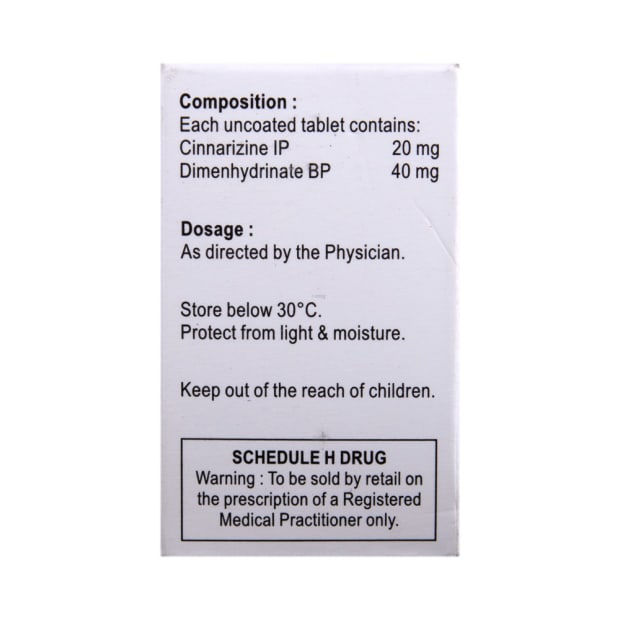 Composition :
Each uncoated tablet contains:
Cinnarizine IP 20 mg
Dimenhydrinate BP 40 mg
Dosage :
As directed by the Physician.
Store below 30°C.
Protect from light & moisture.
Keep out of the reach of children.
SCHEDULE H DRUG
Warning : To be sold by retail on
the prescription of a Registered
Medical Practitioner only.